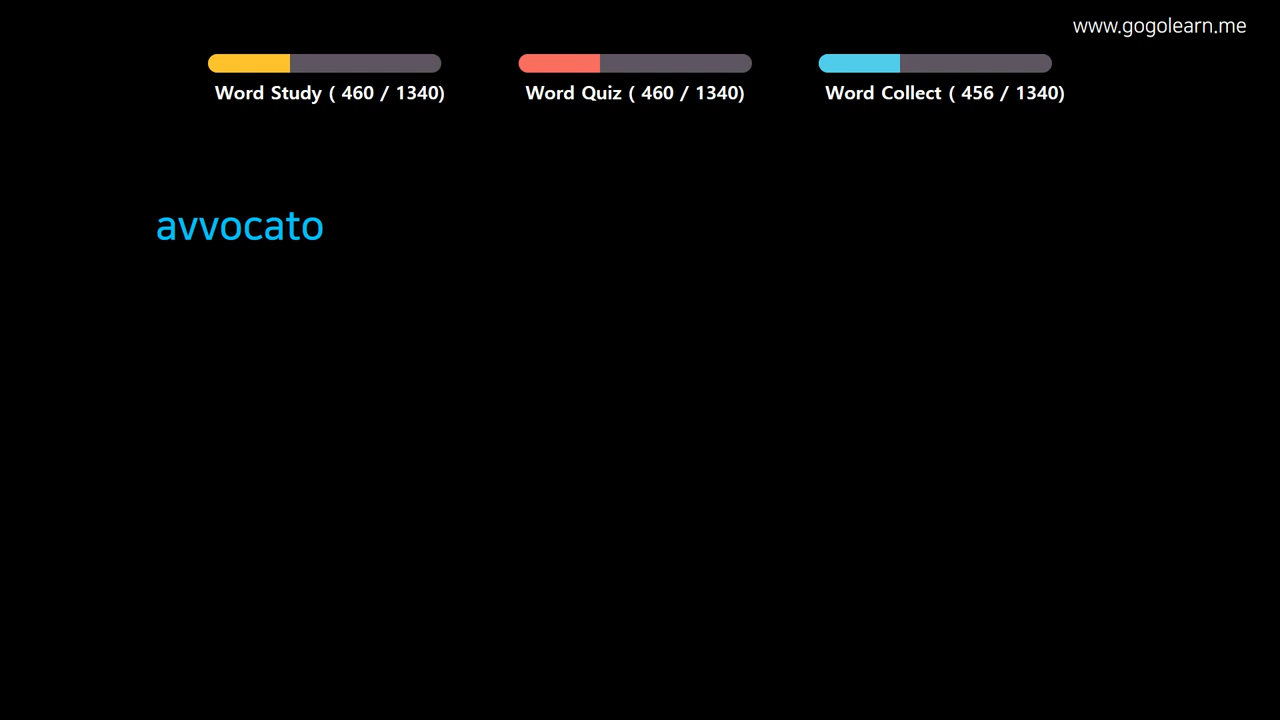 www.gogolearn.me
Word Study ( 460 / 1340)
Word Quiz ( 460 / 1340)
Word Collect ( 456 / 1340)
avvocato